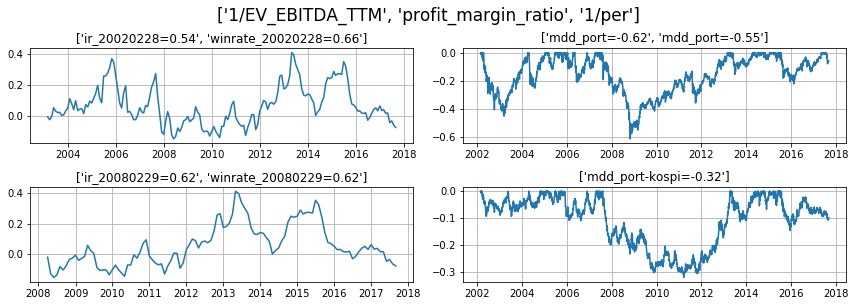 ['1/EV_EBITDA_TTM', 'profit_margin_ratio', '1/per']
['ir_20020228=0.54', 'winrate_20020228=0.66']
0.4
0.2
0.0
2004 2006 2008 2010 2012 2014 2016 2018
['mdd_port=-0.62', 'mdd_port=-0.55']
0.0
−0.2
−0.4
−0.6
2002 2004 2006 2008 2010 2012 2014 2016 2018
['ir_20080229=0.62', 'winrate_20080229=0.62']
0.4
0.2
0.0
2008 2009 2010 2011 2012 2013 2014 2015 2016 2017 2018
['mdd_port-kospi=-0.32']
0.0
−0.1
−0.2
−0.3
2002 2004 2006 2008 2010 2012 2014 2016 2018